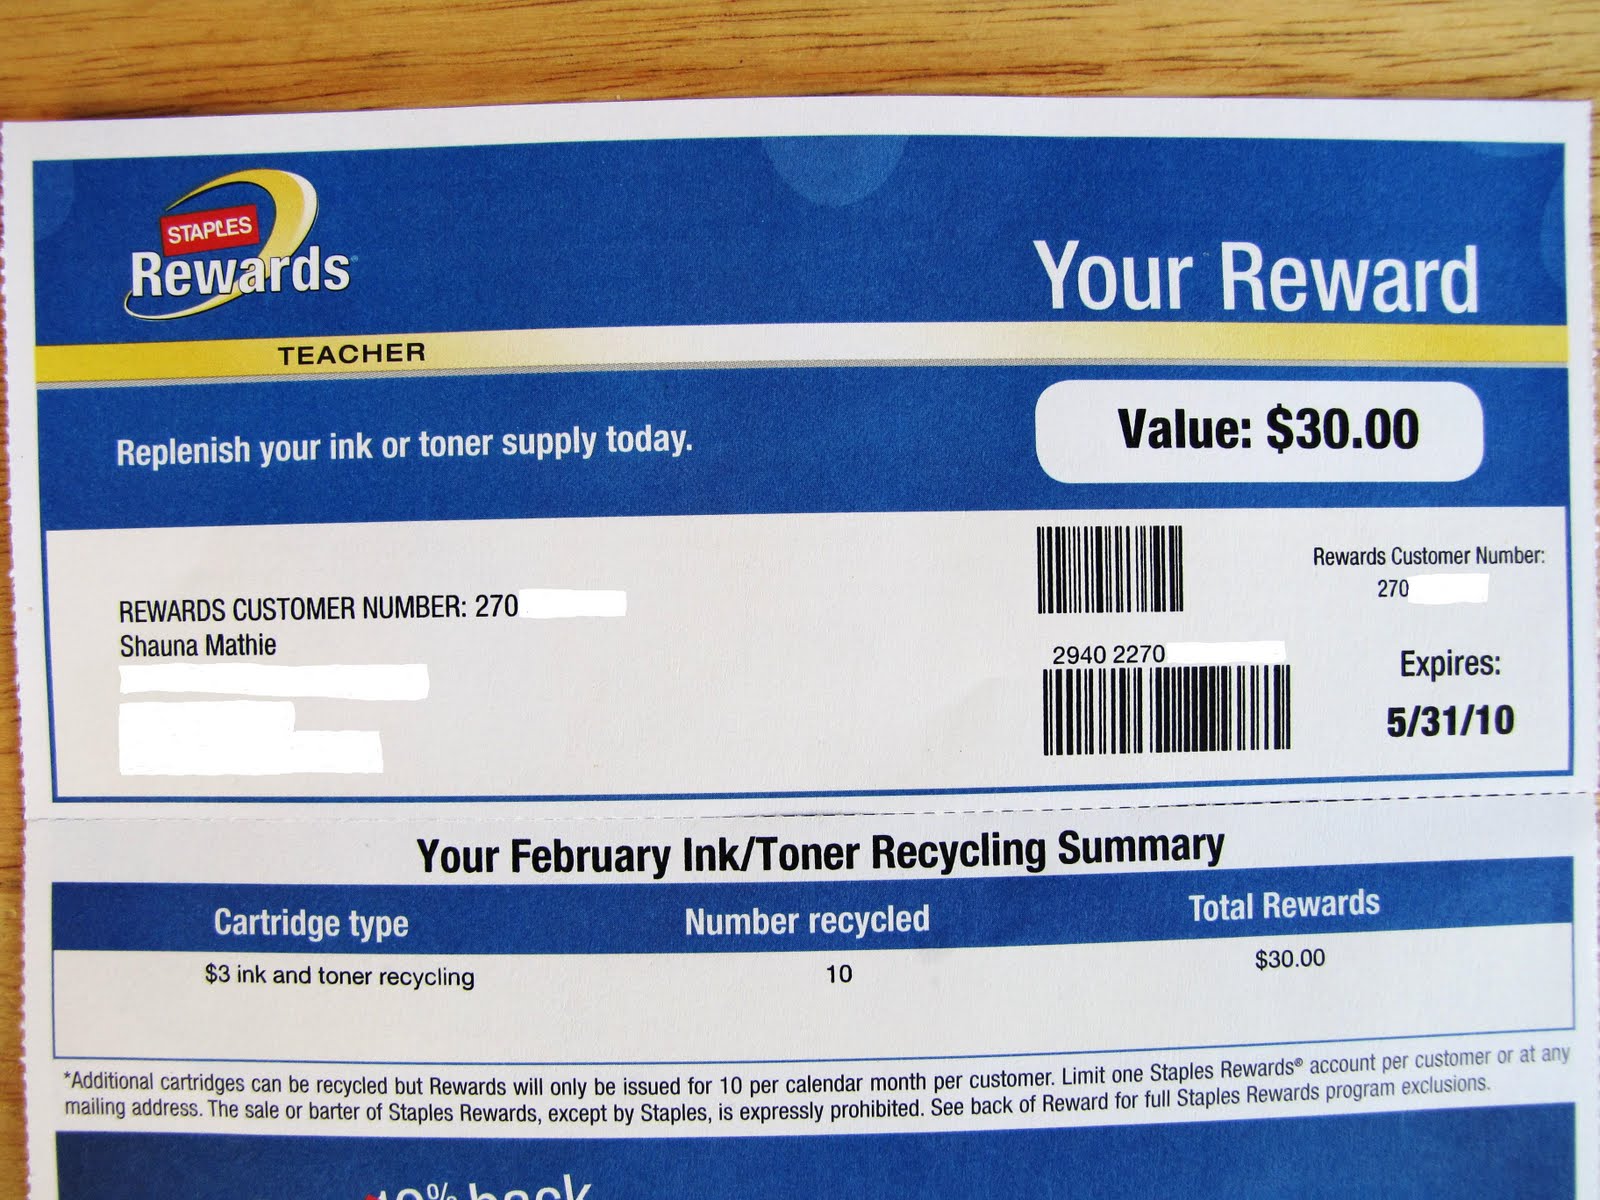 STAPLES
Rewards
Your Reward
TEACHER
Replenish your ink or toner supply today.
Value: $30.00
REWARDS CUSTOMER NUMBER: 270
Shauna Mathie
2940 2270
Rewards Customer Number:
270
Expires:
5/31/10
Your February Ink/Toner Recycling Summary
Cartridge type Number recycled Total Rewards
$3 ink and toner recycling 10 $30.00
*Additional cartridges can be recycled but Rewards will only be issued for 10 per calendar month per customer. Limit one Staples Rewards® account per customer or at any
mailing address. The sale or barter of Staples Rewards, except by Staples, is expressly prohibited. See back of Reward for full Staples Rewards program exclusions.
back